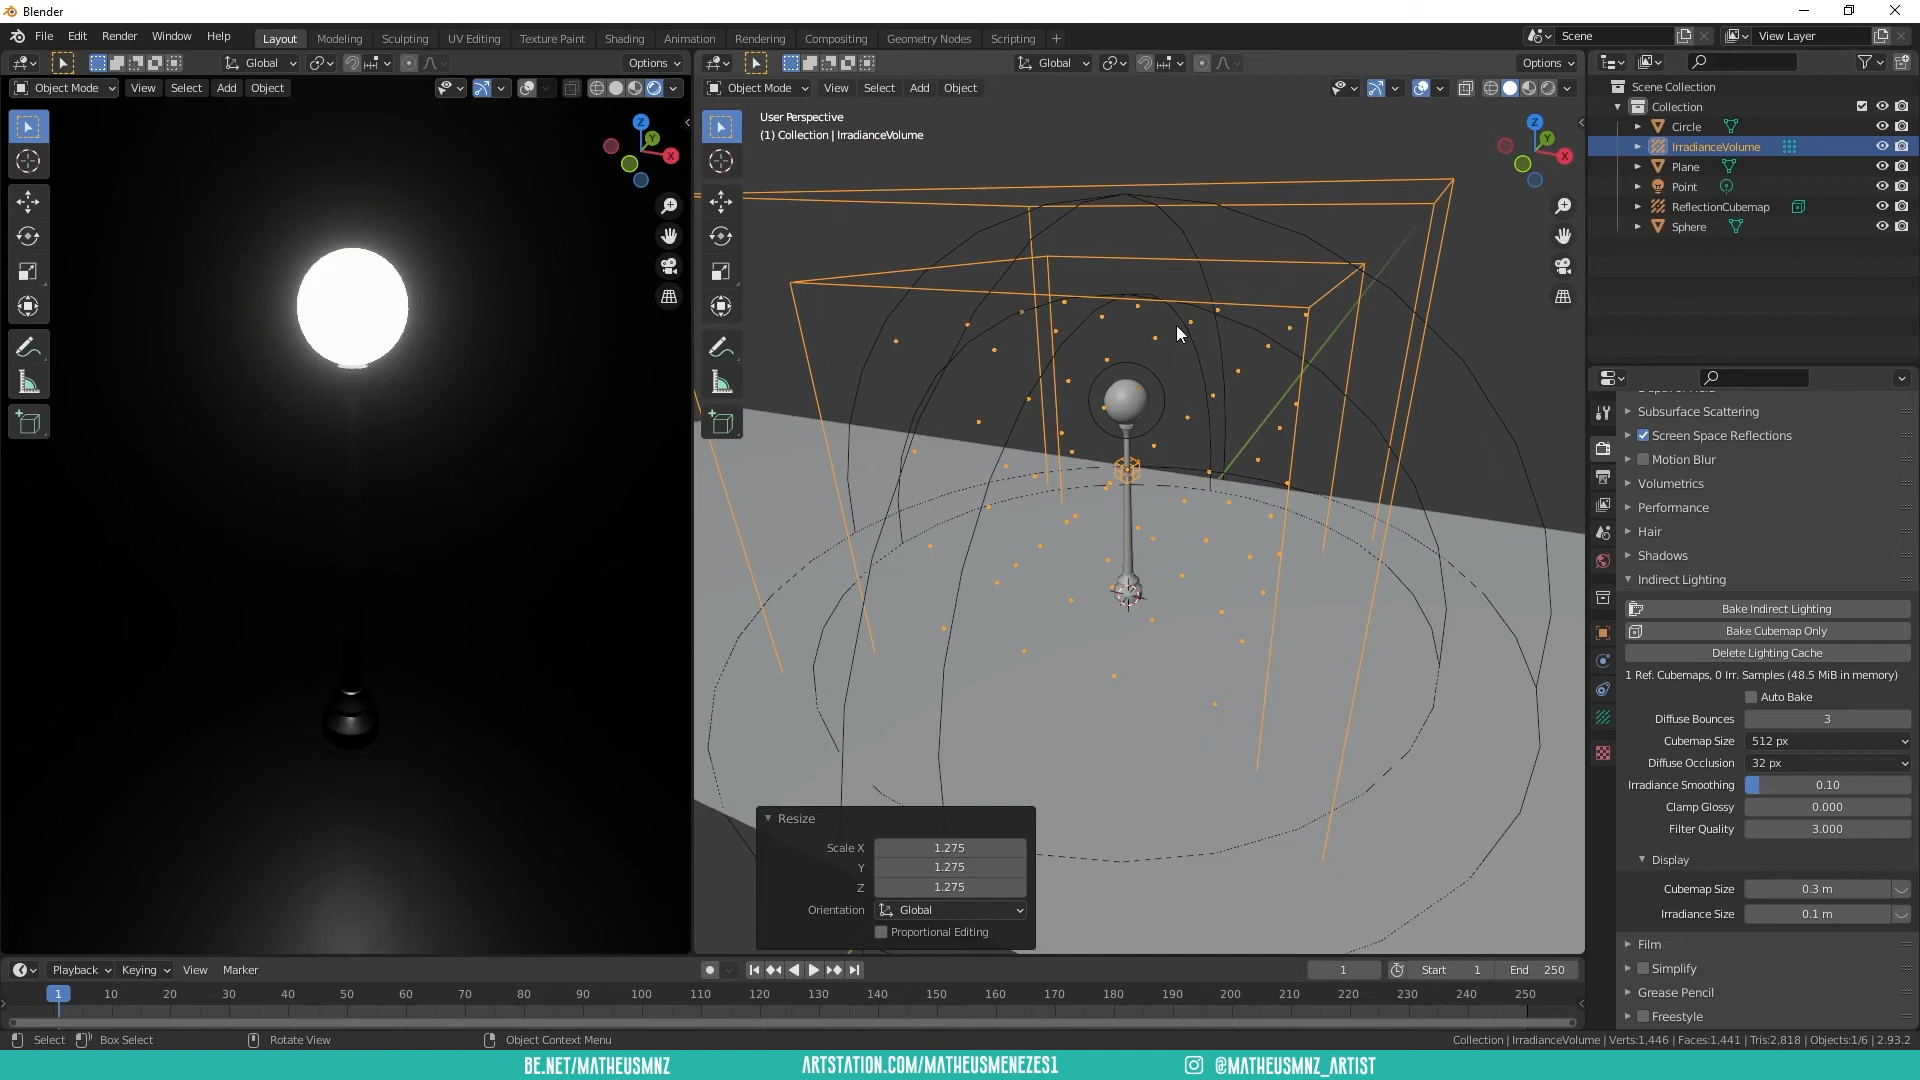 Blender
File Edit Render Window Help
Layout Modeling Sculpting UV Editing Texture Paint Shading Animation Rendering Compositing Geometry Nodes Scripting +
Scene
View Layer
Global
Options
Object Mode View Select Add Object
Z
Y
X
Global
Options
Object Mode View Select Add Object
User Perspective
(1) Collection | IrradianceVolume
Z
Y
X
Resize
Scale X 1.275
Y 1.275
Z 1.275
Orientation Global
Proportional Editing
Scene Collection
Collection
Circle
IrradianceVolume
Plane
Point
ReflectionCubemap
Sphere
Subsurface Scattering
Screen Space Reflections
Motion Blur
Volumetrics
Performance
Hair
Shadows
Indirect Lighting
Bake Indirect Lighting
Bake Cubemap Only
Delete Lighting Cache
1 Ref. Cubemaps, 0 Irr. Samples (48.5 MiB in memory)
Auto Bake
Diffuse Bounces 3
Cubemap Size 512 px
Diffuse Occlusion 32 px
Irradiance Smoothing 0.10
Clamp Glossy 0.000
Filter Quality 3.000
Display
Cubemap Size 0.3 m
Irradiance Size 0.1 m
Film
Simplify
Grease Pencil
Freestyle
Playback Keying View Marker
1 Start 1 End 250
1 10 20 30 40 50 60 70 80 90 100 110 120 130 140 150 160 170 180 190 200 210 220 230 240 250
Select Box Select Rotate View Object Context Menu
Collection | IrradianceVolume | Verts:1,446 | Faces:1,441 | Tris:2,818 | Objects:1/6 | 2.93.2
BE.NET/MATHEUSMNZ ARTSTATION.COM/MATHEUSMENEZES1 @MATHEUSMNZ_ARTIST